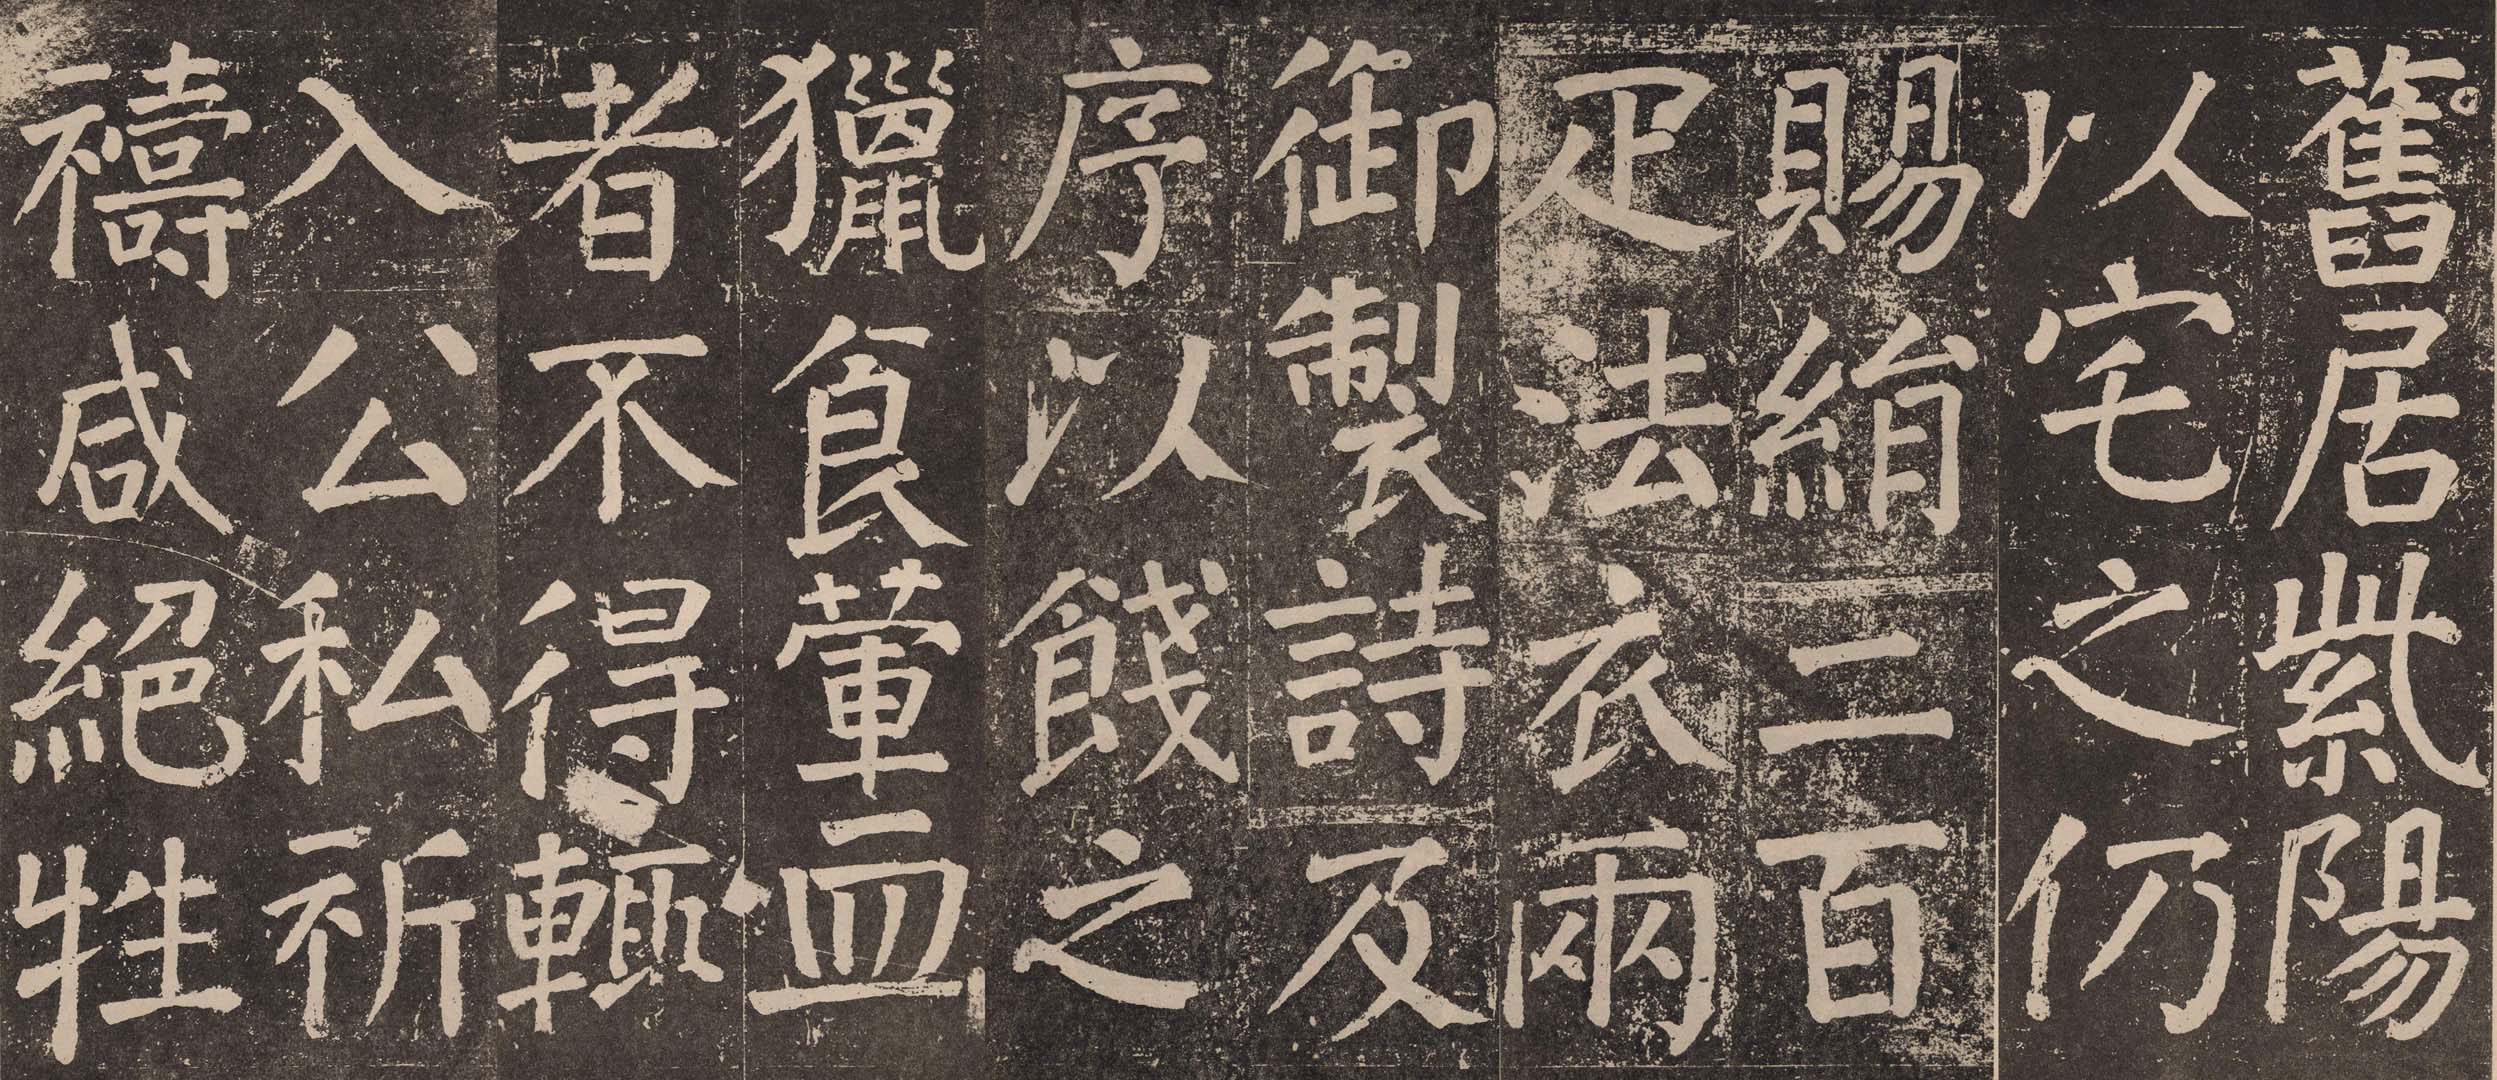 舊居紫陽
以宅之仍
賜絹二百
疋法衣兩
御製詩及
序以餞之
獵食葷血
者不得輒
入公私祈
禱咸絕牲